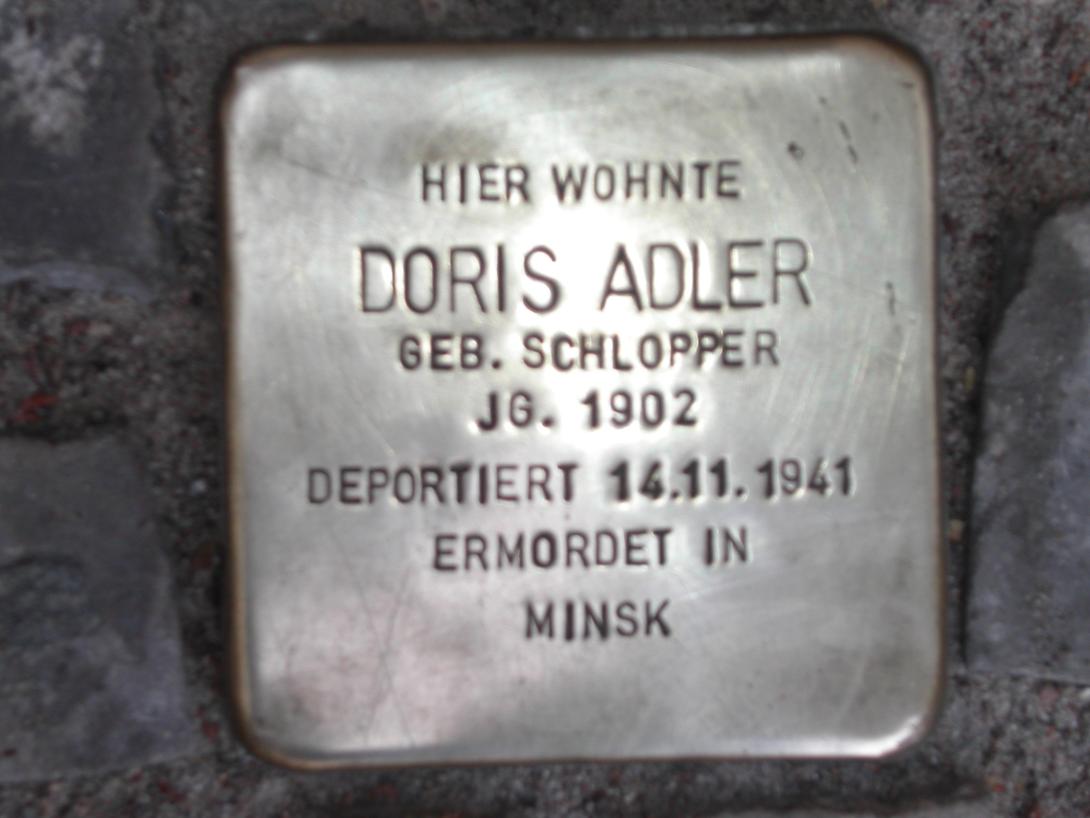 HIER WOHNTE
DORIS ADLER
GEB. SCHLOPPER
JG. 1902
DEPORTIERT 14.11.1941
ERMORDET IN
MINSK